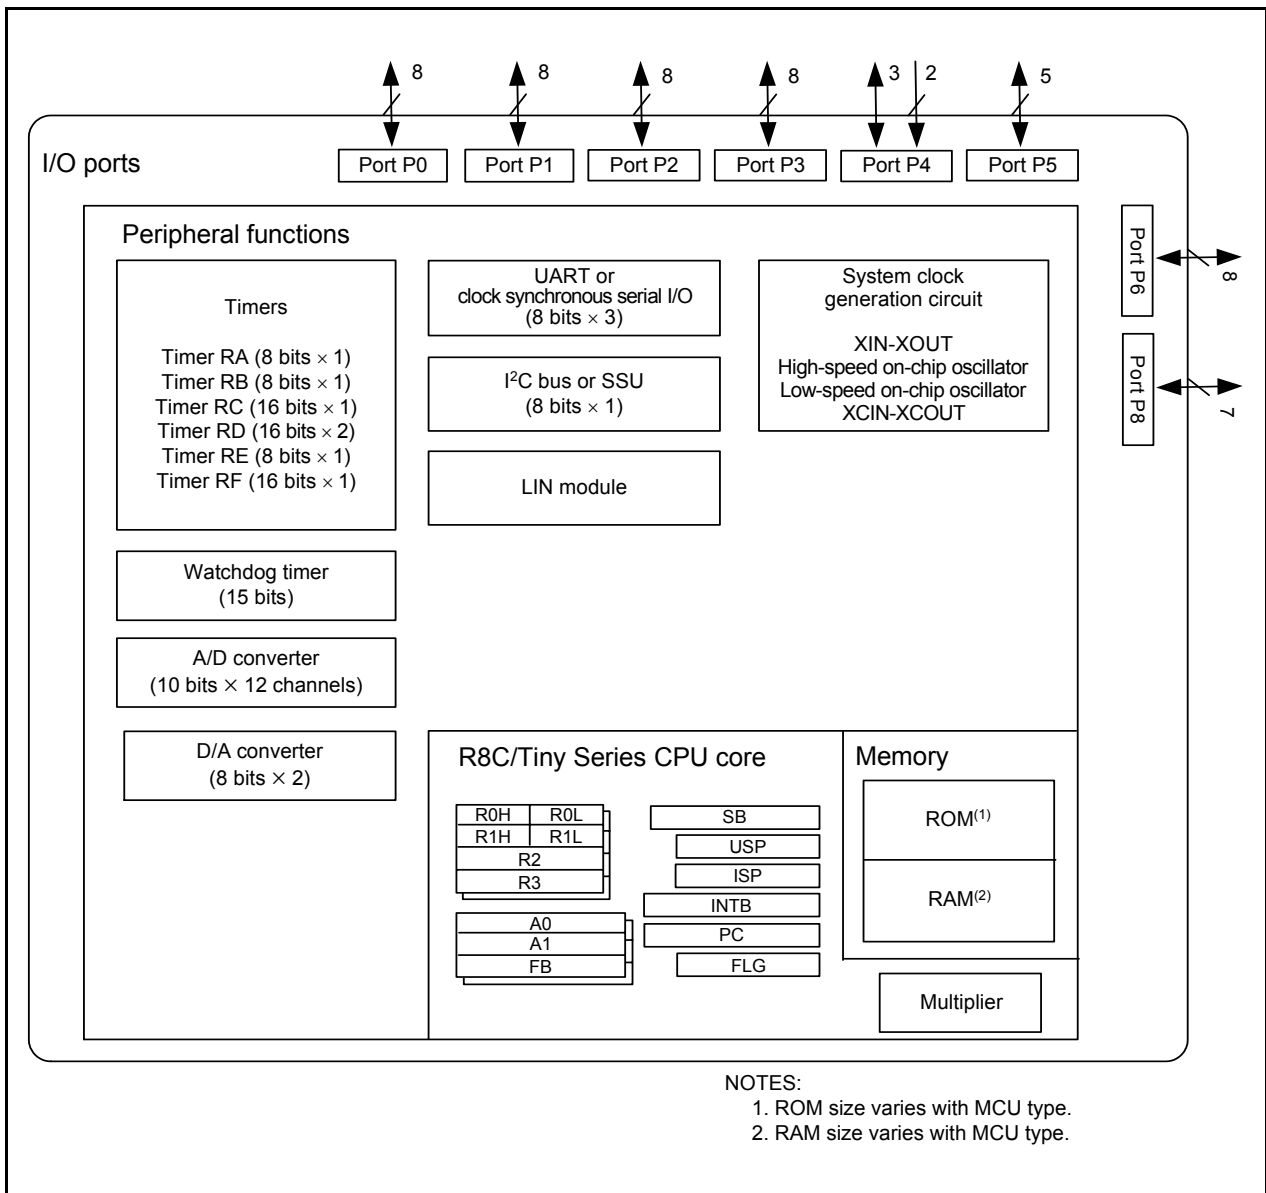 8 8 8 8 3 2 5
I/O ports
Port P0 Port P1 Port P2 Port P3 Port P4 Port P5
Port P6
8
Port P8
7
Peripheral functions
Timers
Timer RA (8 bits × 1)
Timer RB (8 bits × 1)
Timer RC (16 bits × 1)
Timer RD (16 bits × 2)
Timer RE (8 bits × 1)
Timer RF (16 bits × 1)
UART or
clock synchronous serial I/O
(8 bits × 3)
I²C bus or SSU
(8 bits × 1)
LIN module
System clock
generation circuit
XIN-XOUT
High-speed on-chip oscillator
Low-speed on-chip oscillator
XCIN-XCOUT
Watchdog timer
(15 bits)
A/D converter
(10 bits × 12 channels)
D/A converter
(8 bits × 2)
R8C/Tiny Series CPU core
R0H R0L
R1H R1L
R2
R3
A0
A1
FB
SB
USP
ISP
INTB
PC
FLG
Memory
ROM(1)
RAM(2)
Multiplier
NOTES:
1. ROM size varies with MCU type.
2. RAM size varies with MCU type.